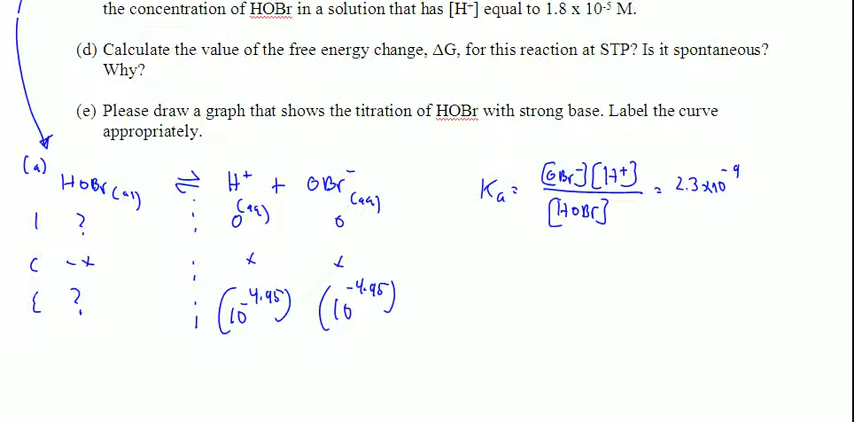 the concentration of HOBr in a solution that has [H⁺] equal to 1.8 x 10⁻⁵ M.
(d) Calculate the value of the free energy change, ΔG, for this reaction at STP? Is it spontaneous?
Why?
(e) Please draw a graph that shows the titration of HOBr with strong base. Label the curve
appropriately.
(a)
HOBr(aq) ⇌ H⁺(aq) + OBr⁻(aq)
Ka = [OBr⁻][H⁺] / [HOBr] = 2.3x10⁻⁹
I ? 0 0
C -x x x
E ? (10⁻⁴·⁹⁵) (10⁻⁴·⁹⁵)